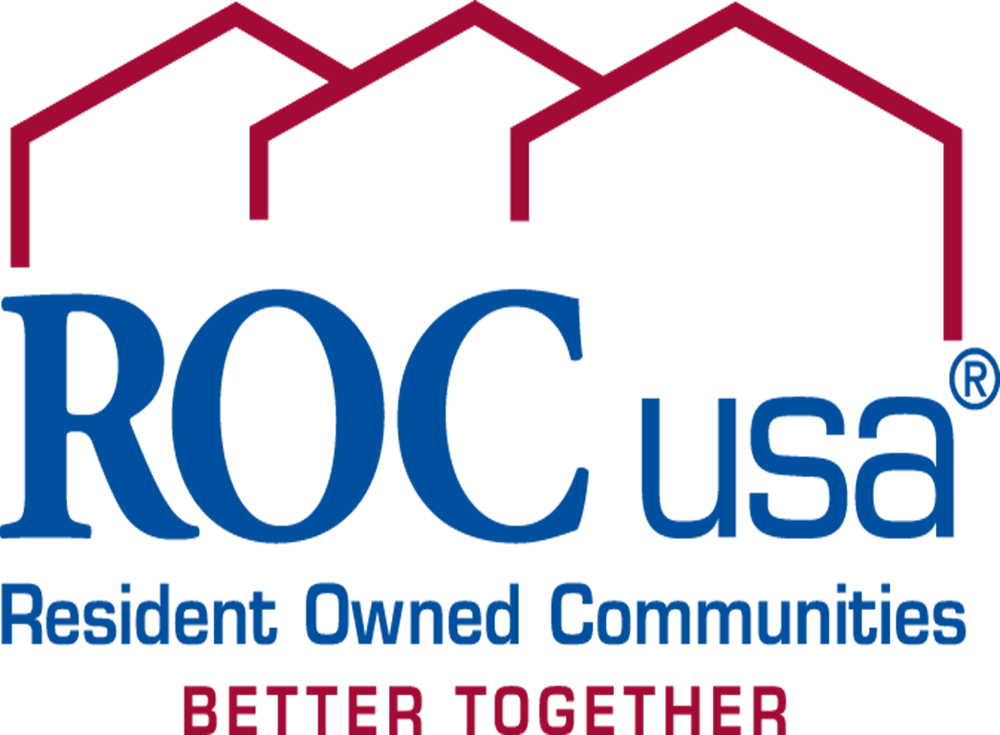 ROC usa®
Resident Owned Communities
BETTER TOGETHER